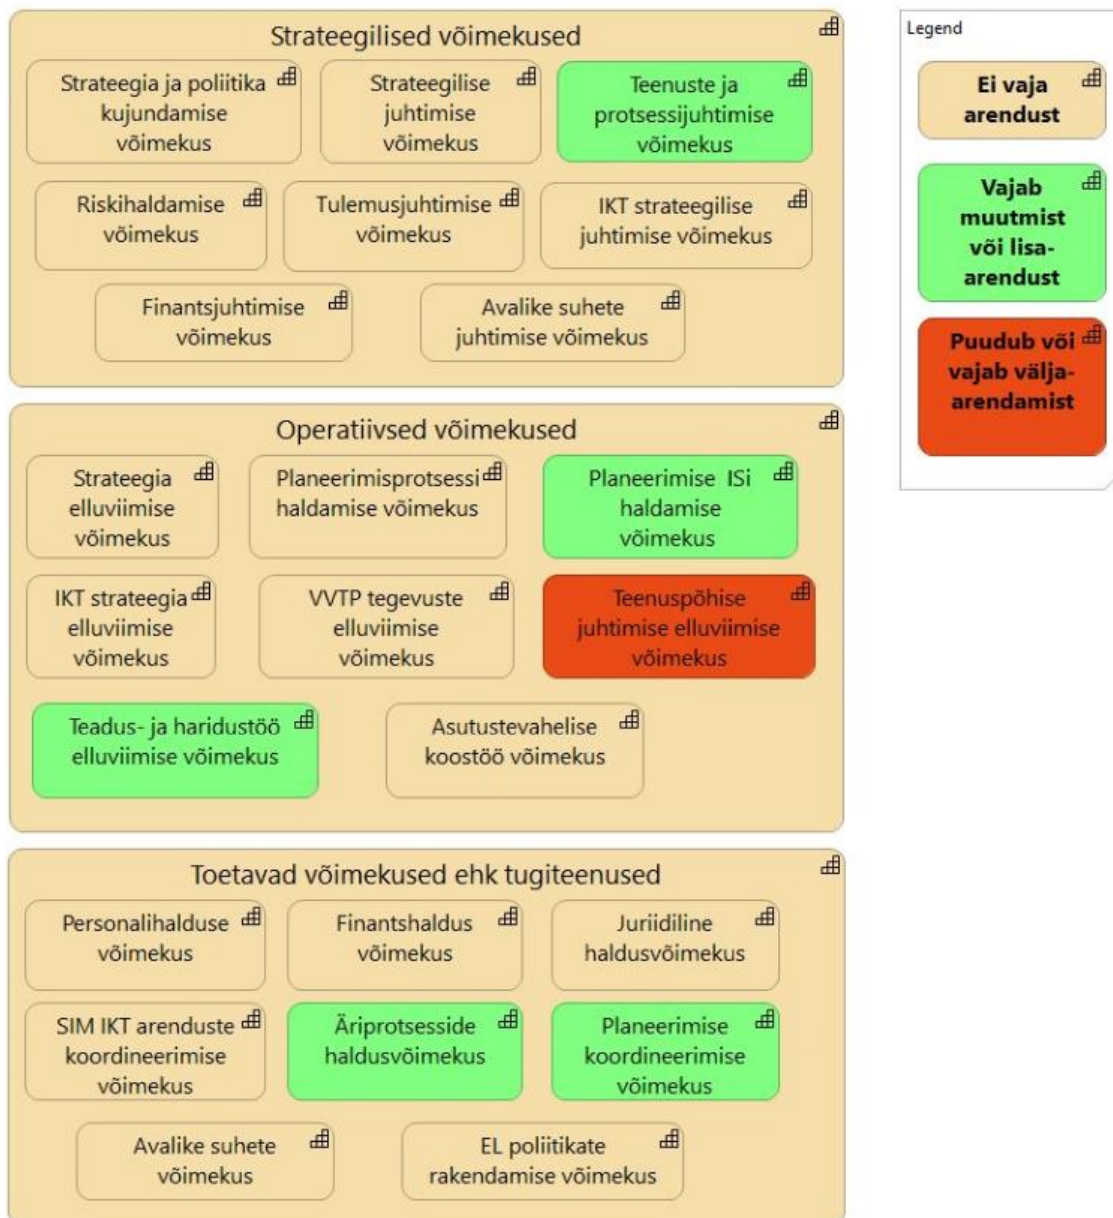 Strateegilised võimekused
Strateegia ja poliitika
kujundamise
võimekus
Strateegilise
juhtimise
võimekus
Teenuste ja
protsessijuhtimise
võimekus
Riskihaldamise
võimekus
Tulemusjuhtimise
võimekus
IKT strateegilise
juhtimise võimekus
Finantsjuhtimise
võimekus
Avalike suhete
juhtimise võimekus
Operatiivsed võimekused
Strateegia
elluviimise
võimekus
Planeerimisprotsessi
haldamise võimekus
Planeerimise ISi
haldamise
võimekus
IKT strateegia
elluviimise
võimekus
VVTP tegevuste
elluviimise
võimekus
Teenuspõhise
juhtimise elluviimise
võimekus
Teadus- ja haridustöö
elluviimise võimekus
Asutustevahelise
koostöö võimekus
Toetavad võimekused ehk tugiteenused
Personalihalduse
võimekus
Finantshaldus
võimekus
Juriidiline
haldusvõimekus
SIM IKT arenduste
koordineerimise
võimekus
Äriprotsesside
haldusvõimekus
Planeerimise
koordineerimise
võimekus
Avalike suhete
võimekus
EL poliitikate
rakendamise võimekus
Legend
Ei vaja
arendust
Vajab
muutmist
või lisa-
arendust
Puudub või
vajab välja-
arendamist